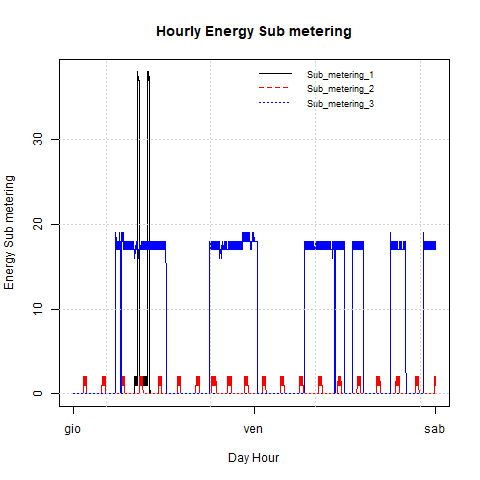 Hourly Energy Sub metering
Sub_metering_1
Sub_metering_2
Sub_metering_3
Energy Sub metering
30
20
10
0
gio ven sab
Day Hour